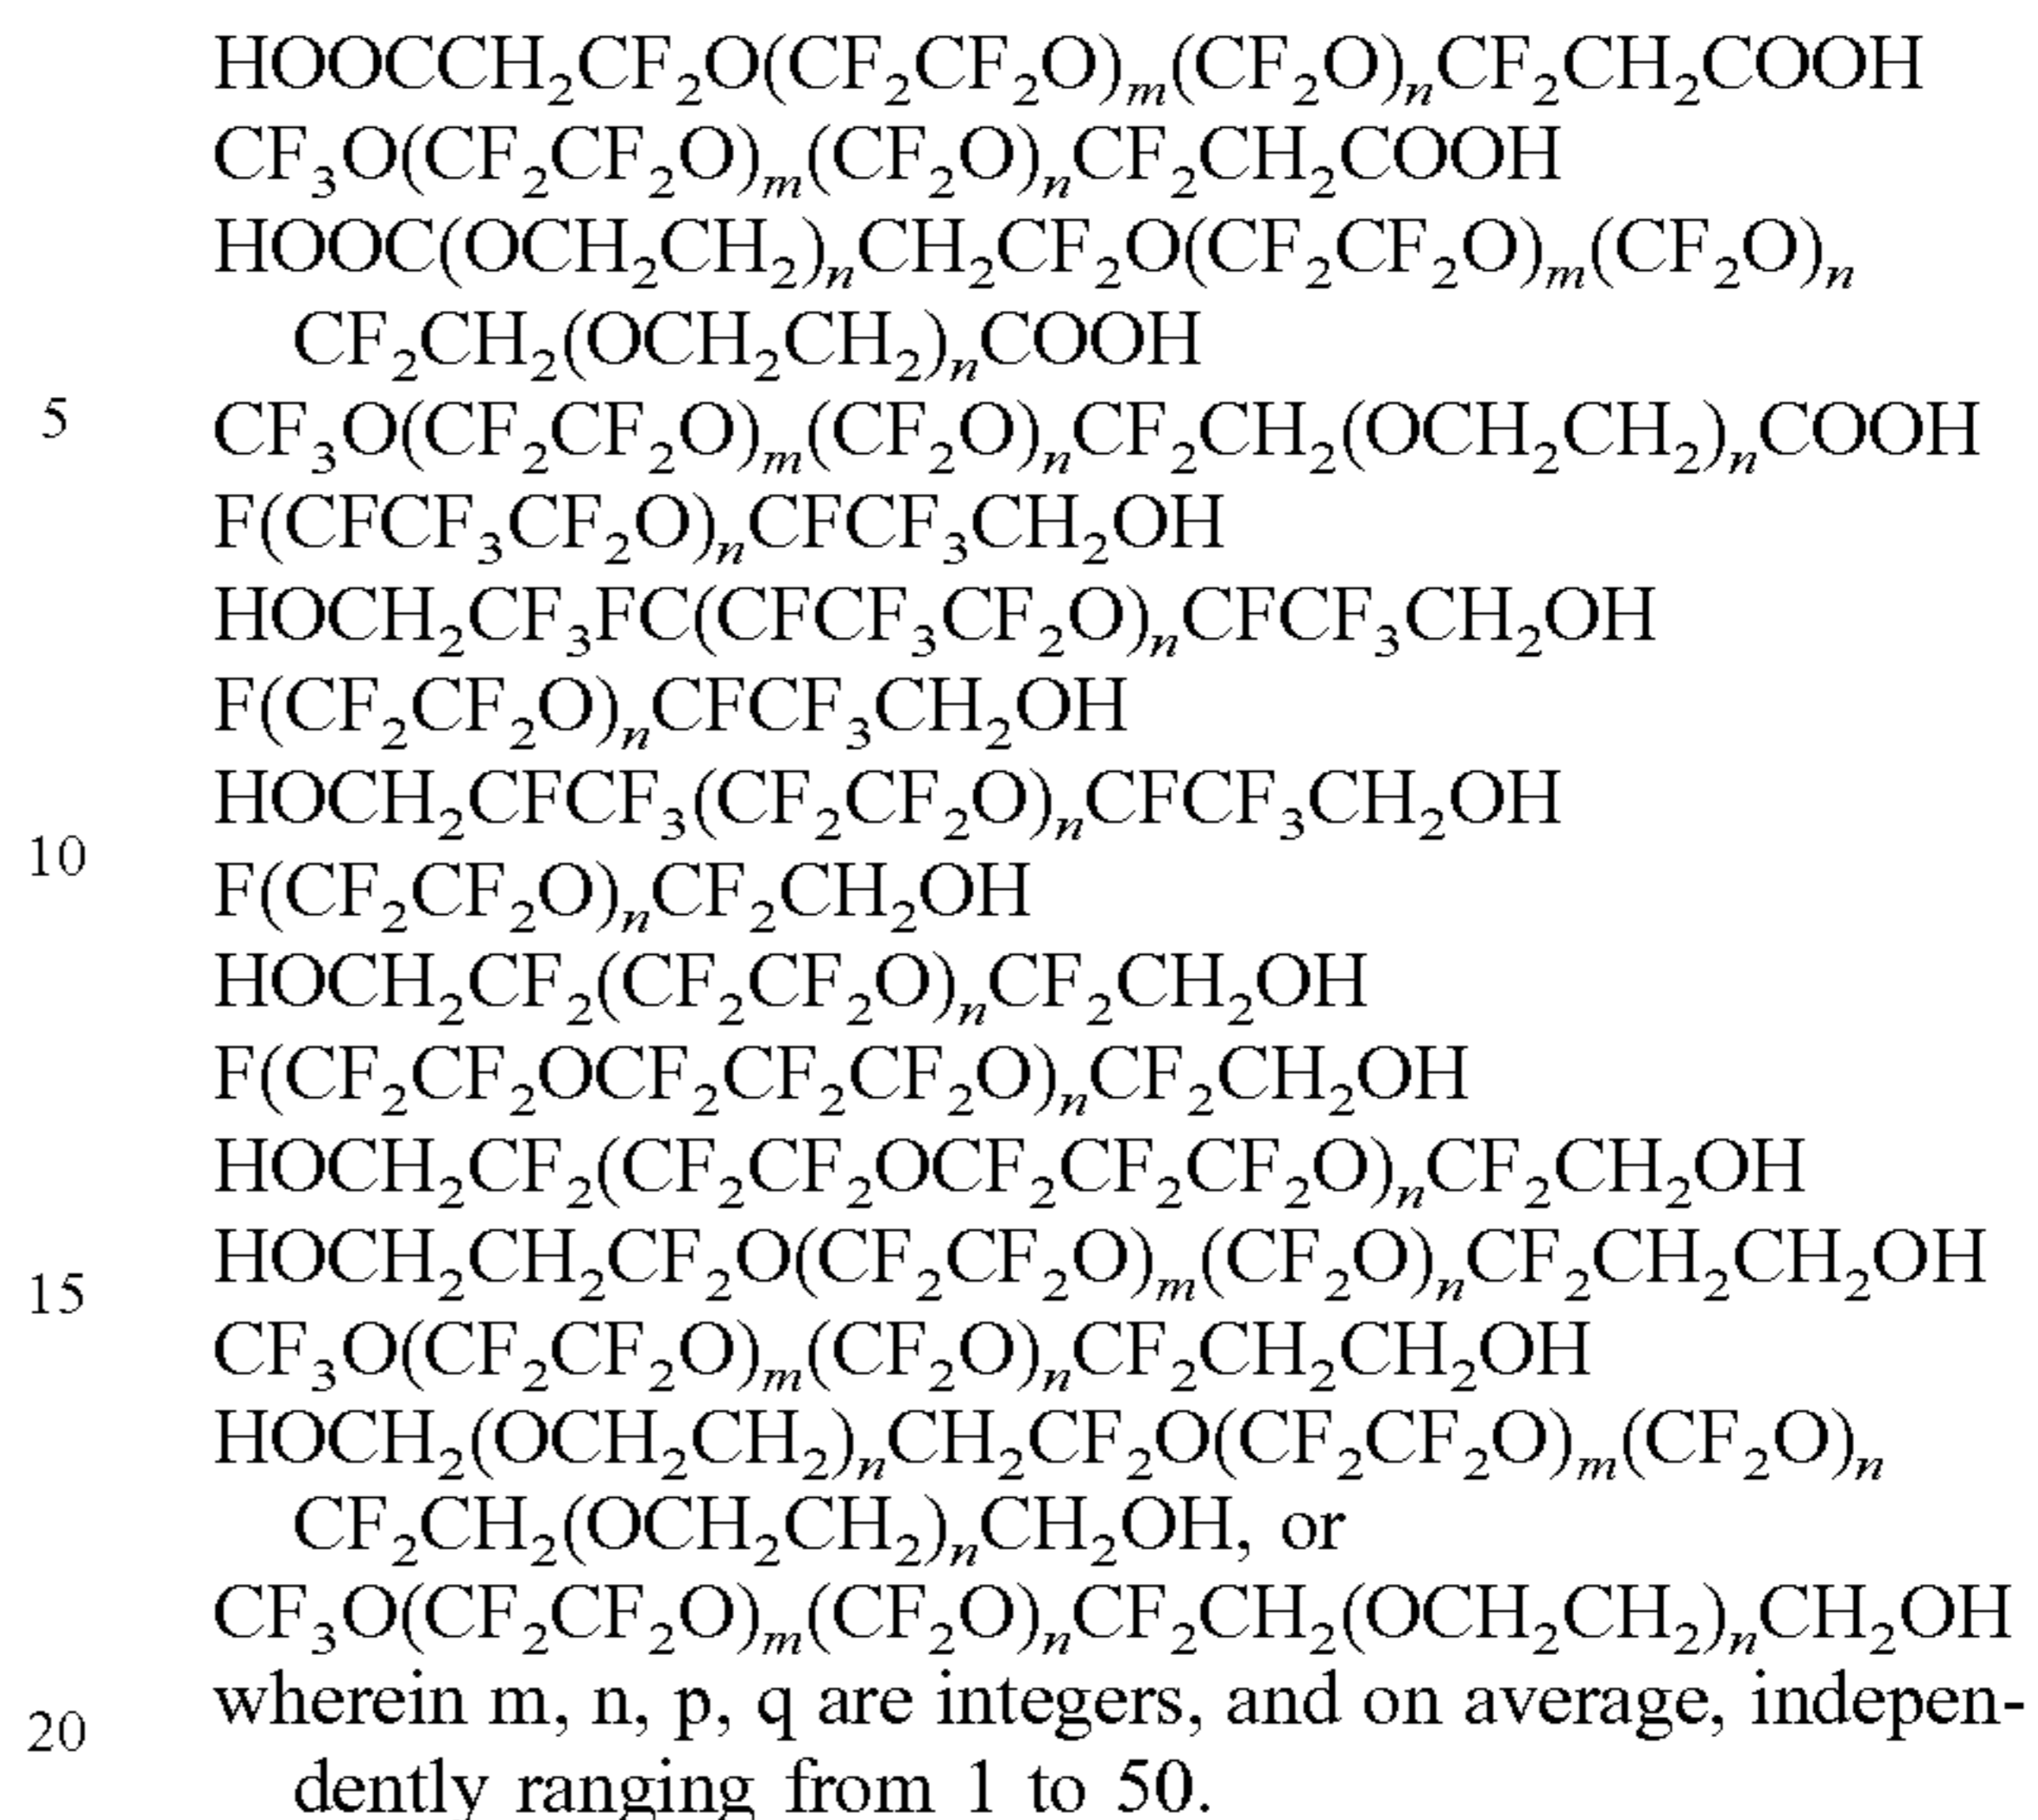 HOOCCH₂CF₂O(CF₂CF₂O)ₘ(CF₂O)ₙCF₂CH₂COOH
CF₃O(CF₂CF₂O)ₘ(CF₂O)ₙCF₂CH₂COOH
HOOC(OCH₂CH₂)ₙCH₂CF₂O(CF₂CF₂O)ₘ(CF₂O)ₙ
CF₂CH₂(OCH₂CH₂)ₙCOOH
5 CF₃O(CF₂CF₂O)ₘ(CF₂O)ₙCF₂CH₂(OCH₂CH₂)ₙCOOH
F(CFCF₃CF₂O)ₙCFCF₃CH₂OH
HOCH₂CF₃FC(CFCF₃CF₂O)ₙCFCF₃CH₂OH
F(CF₂CF₂O)ₙCFCF₃CH₂OH
HOCH₂CFCF₃(CF₂CF₂O)ₙCFCF₃CH₂OH
10 F(CF₂CF₂O)ₙCF₂CH₂OH
HOCH₂CF₂(CF₂CF₂O)ₙCF₂CH₂OH
F(CF₂CF₂OCF₂CF₂CF₂O)ₙCF₂CH₂OH
HOCH₂CF₂(CF₂CF₂OCF₂CF₂CF₂O)ₙCF₂CH₂OH
15 HOCH₂CH₂CF₂O(CF₂CF₂O)ₘ(CF₂O)ₙCF₂CH₂CH₂OH
CF₃O(CF₂CF₂O)ₘ(CF₂O)ₙCF₂CH₂CH₂OH
HOCH₂(OCH₂CH₂)ₙCH₂CF₂O(CF₂CF₂O)ₘ(CF₂O)ₙ
CF₂CH₂(OCH₂CH₂)ₙCH₂OH, or
CF₃O(CF₂CF₂O)ₘ(CF₂O)ₙCF₂CH₂(OCH₂CH₂)ₙCH₂OH
20 wherein m, n, p, q are integers, and on average, indepen-
dently ranging from 1 to 50.